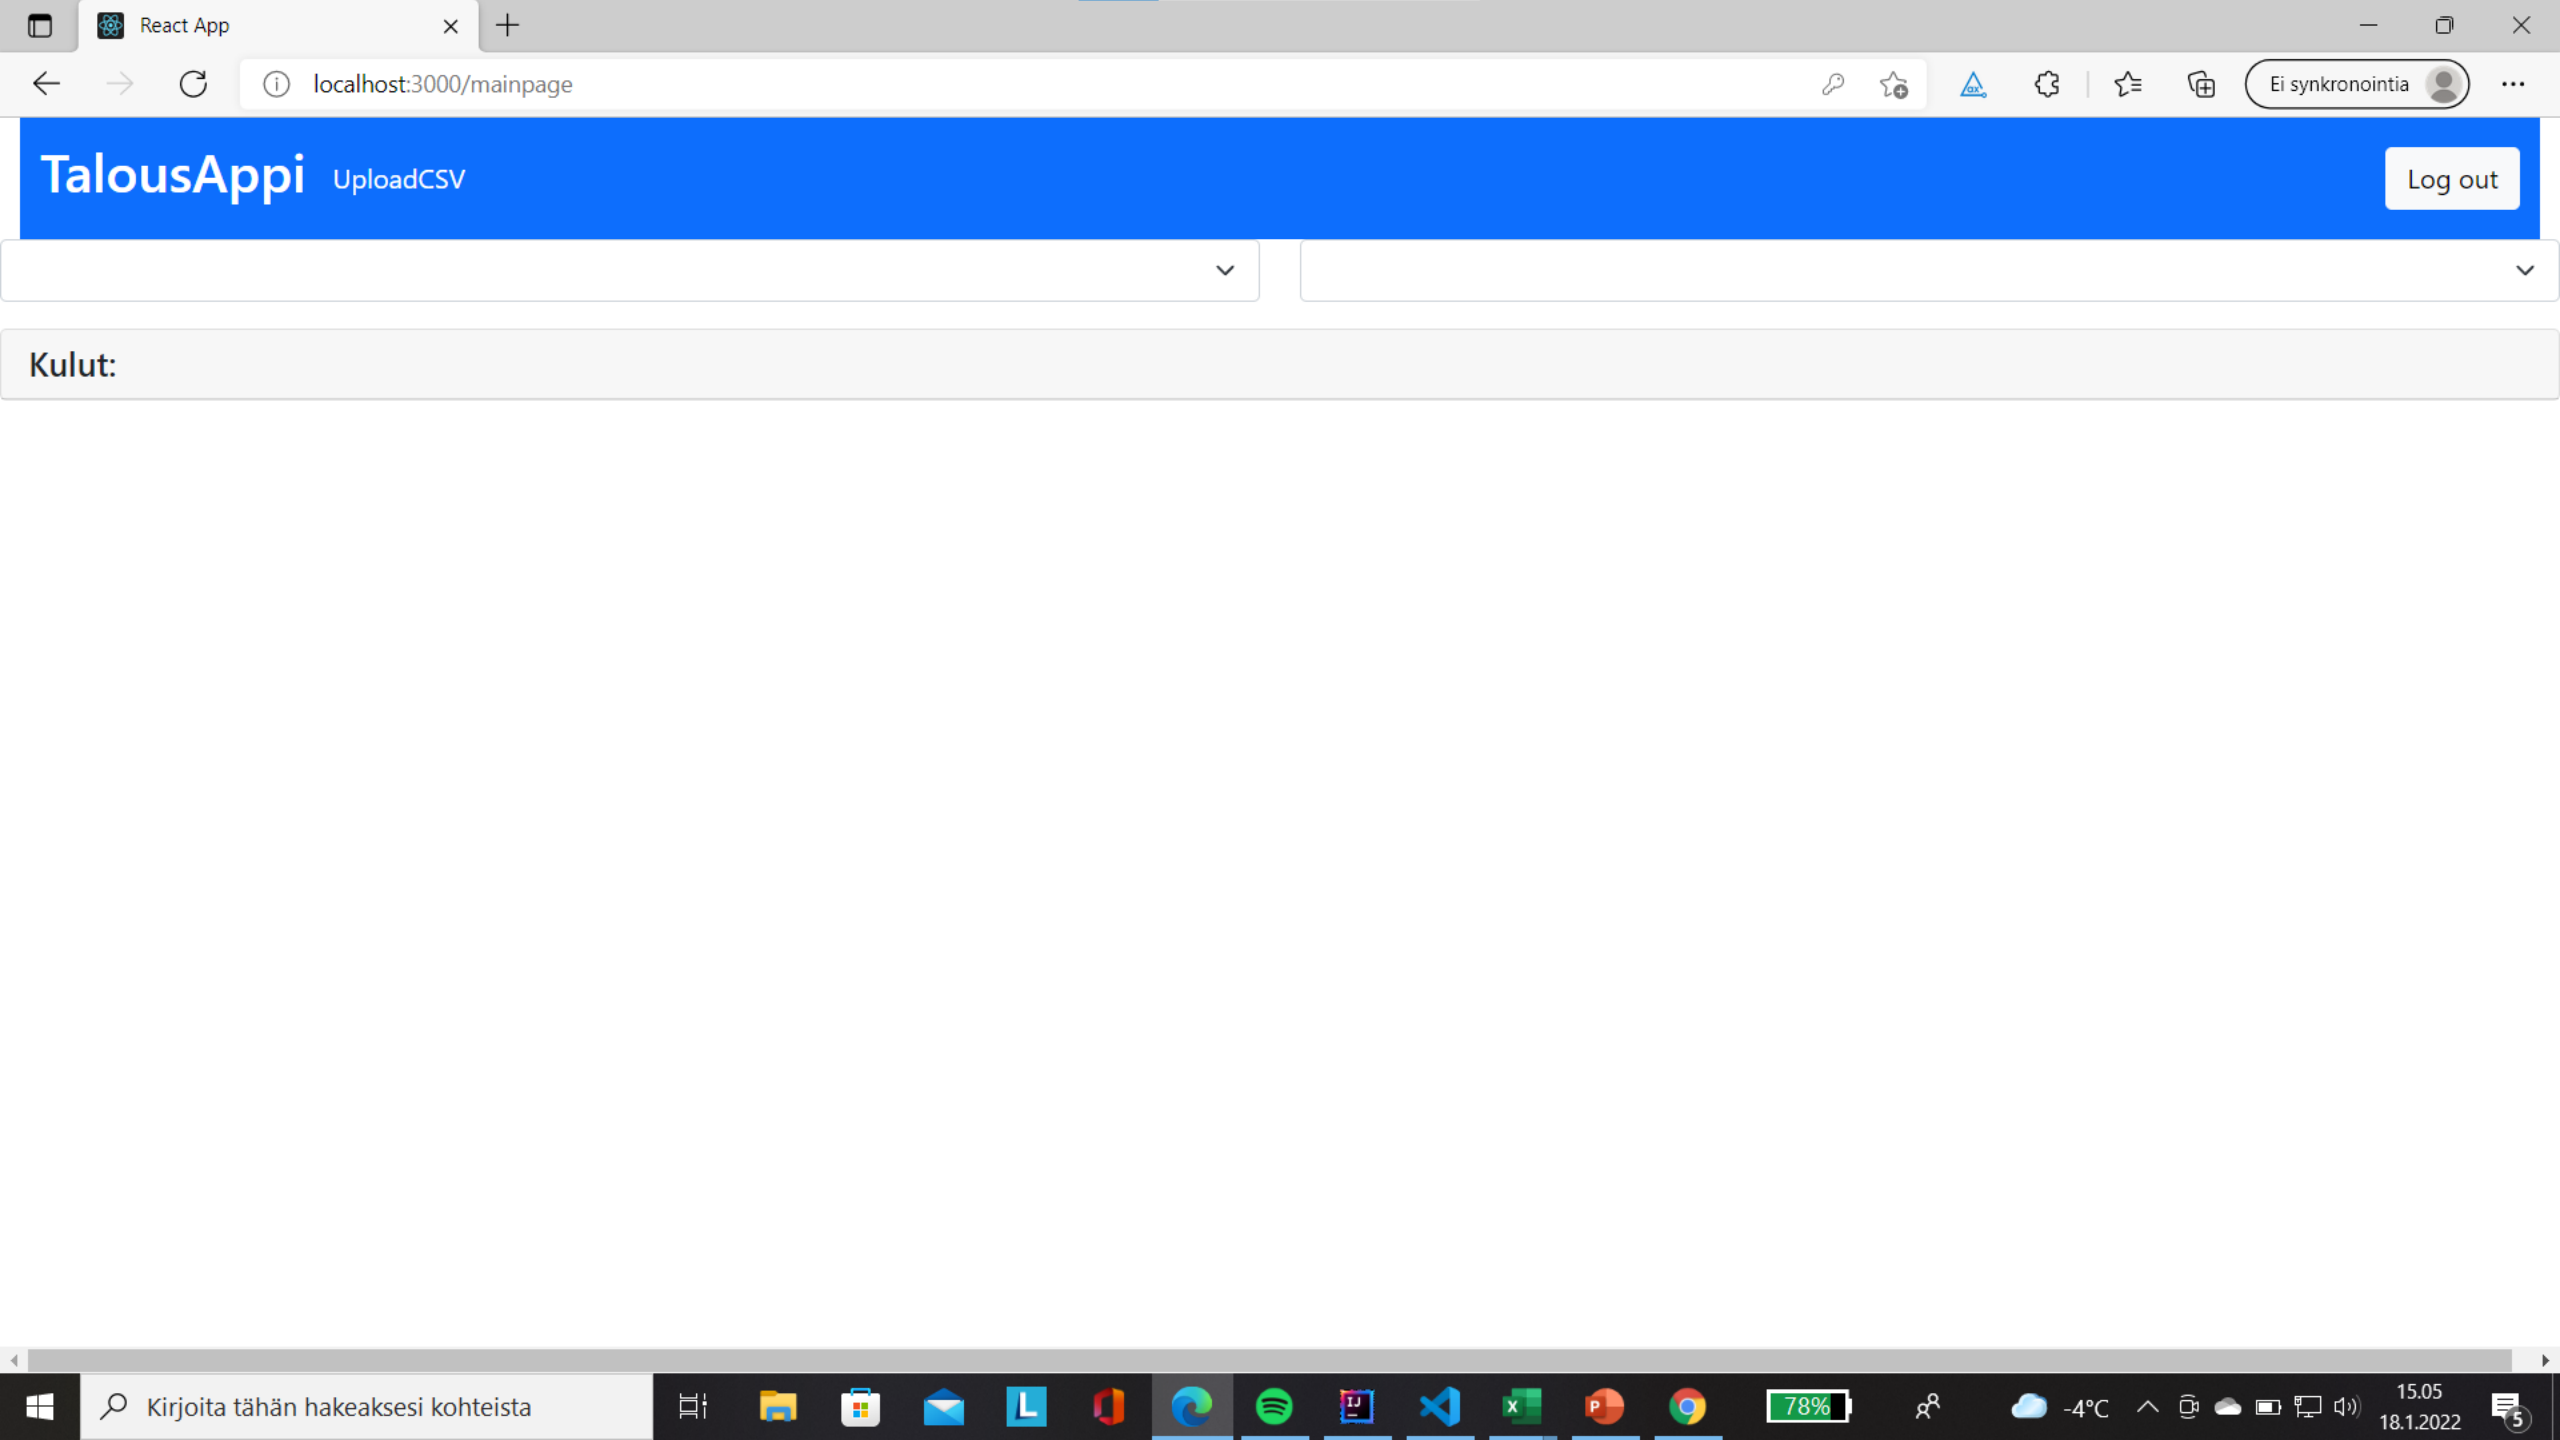 React App
localhost:3000/mainpage
Ei synkronointia
TalousAppi UploadCSV
Log out
Kulut:
Kirjoita tähän hakeaksesi kohteista
78%
-4°C
15.05
18.1.2022
5